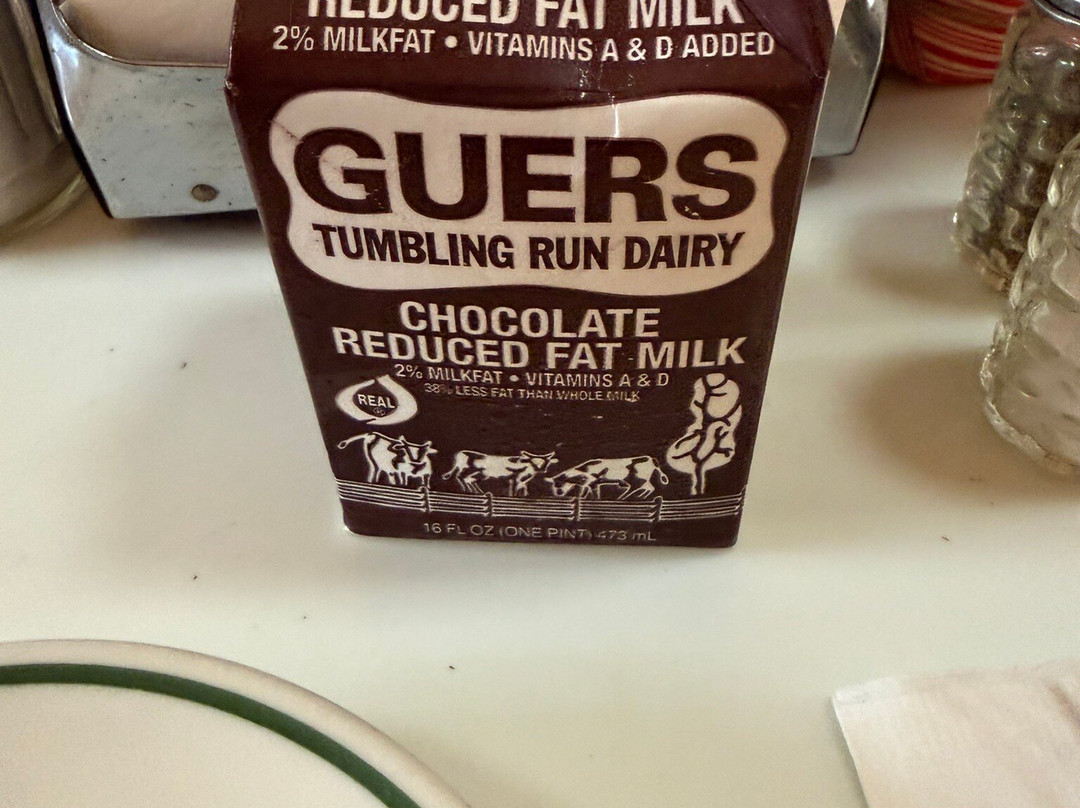 REDUCED FAT MILK
2% MILKFAT • VITAMINS A & D ADDED
GUERS
TUMBLING RUN DAIRY
CHOCOLATE
REDUCED FAT MILK
2% MILKFAT • VITAMINS A & D
38% LESS FAT THAN WHOLE MILK
REAL ®
16 FL OZ (ONE PINT) 473 mL